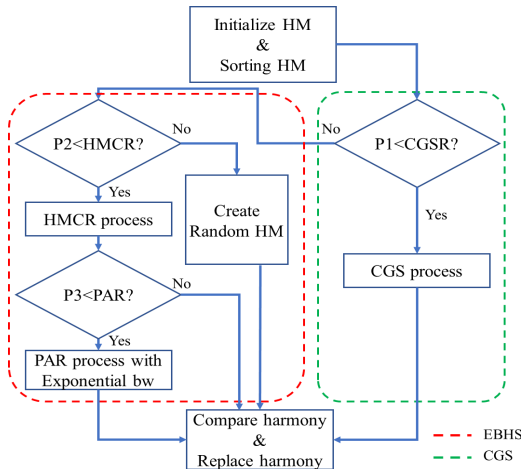 Initialize HM
&
Sorting HM
P2<HMCR?
No
No
P1<CGSR?
Yes
HMCR process
Create
Random HM
Yes
CGS process
P3<PAR?
No
Yes
PAR process with
Exponential bw
Compare harmony
&
Replace harmony
EBHS
CGS